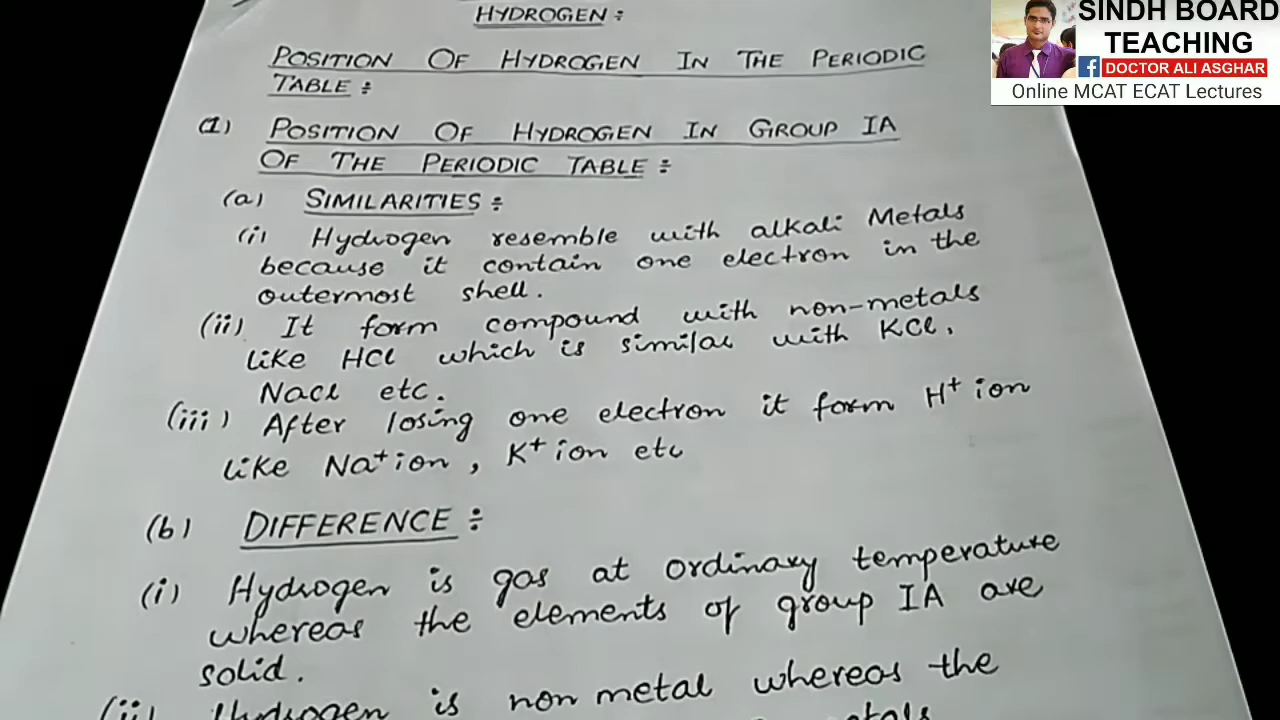 HYDROGEN :
POSITION OF HYDROGEN IN THE PERIODIC
TABLE :
(1) POSITION OF HYDROGEN IN GROUP IA
OF THE PERIODIC TABLE :
(a) SIMILARITIES :
(i) Hydrogen resemble with alkali Metals
because it contain one electron in the
outermost shell.
(ii) It form compound with non-metals
like HCl which is similar with KCl,
NaCl etc.
(iii) After losing one electron it form H+ ion
like Na+ ion, K+ ion etc
(b) DIFFERENCE :
(i) Hydrogen is gas at ordinary temperature
whereas the elements of group IA are
solid.
(ii) Hydrogen is non metal whereas the
metals
SINDH BOARD
TEACHING
f DOCTOR ALI ASGHAR
Online MCAT ECAT Lectures